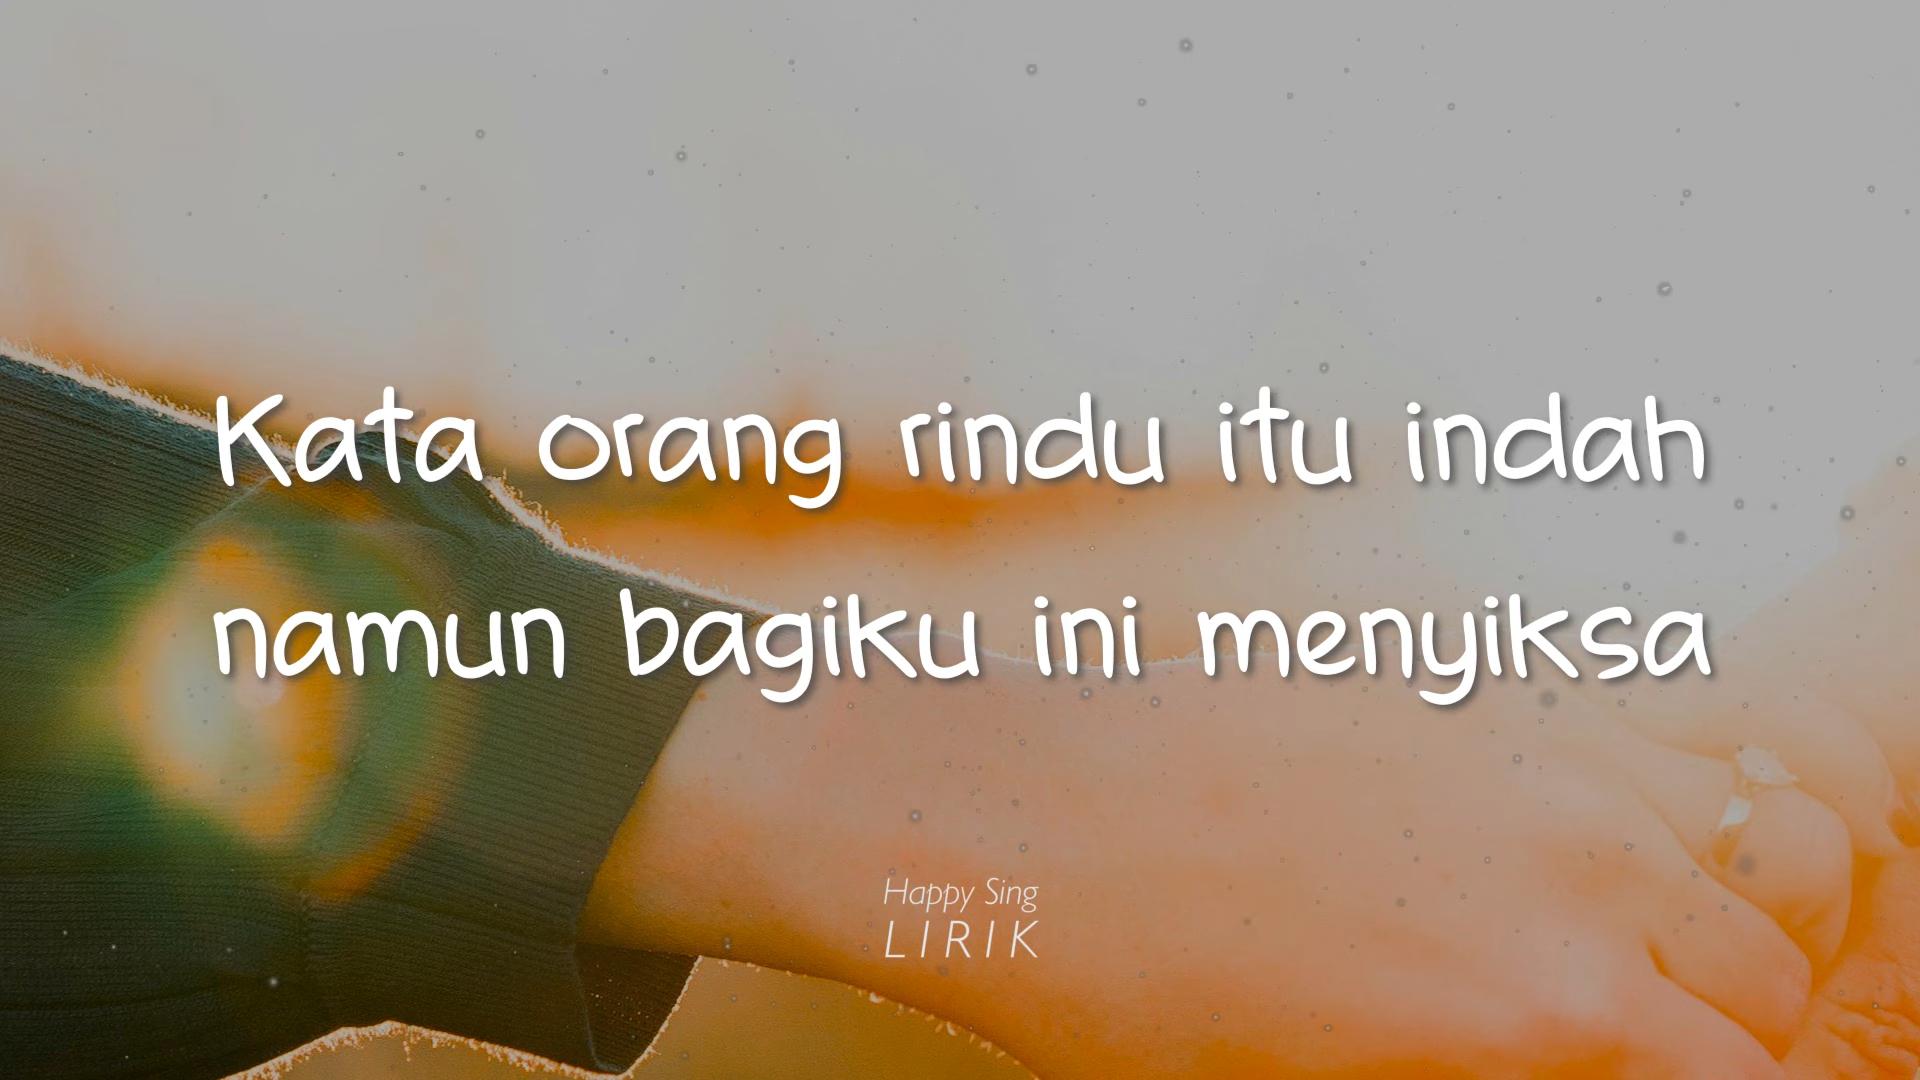 Kata orang rindu itu indah
namun bagiku ini menyiksa
Happy Sing
LIRIK